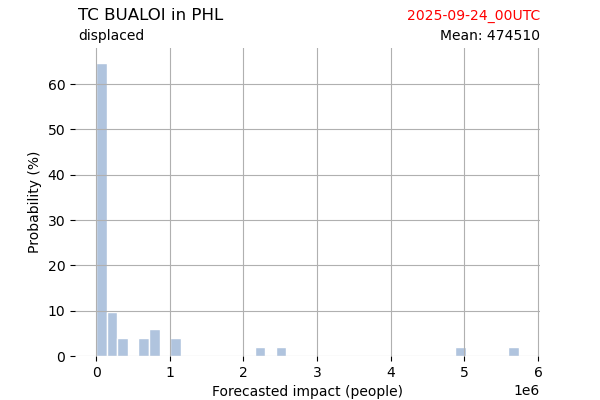 TC BUALOI in PHL
2025-09-24_00UTC
displaced
Mean: 474510
60
50
40
30
20
10
0
Probability (%)
0 1 2 3 4 5 6
1e6
Forecasted impact (people)